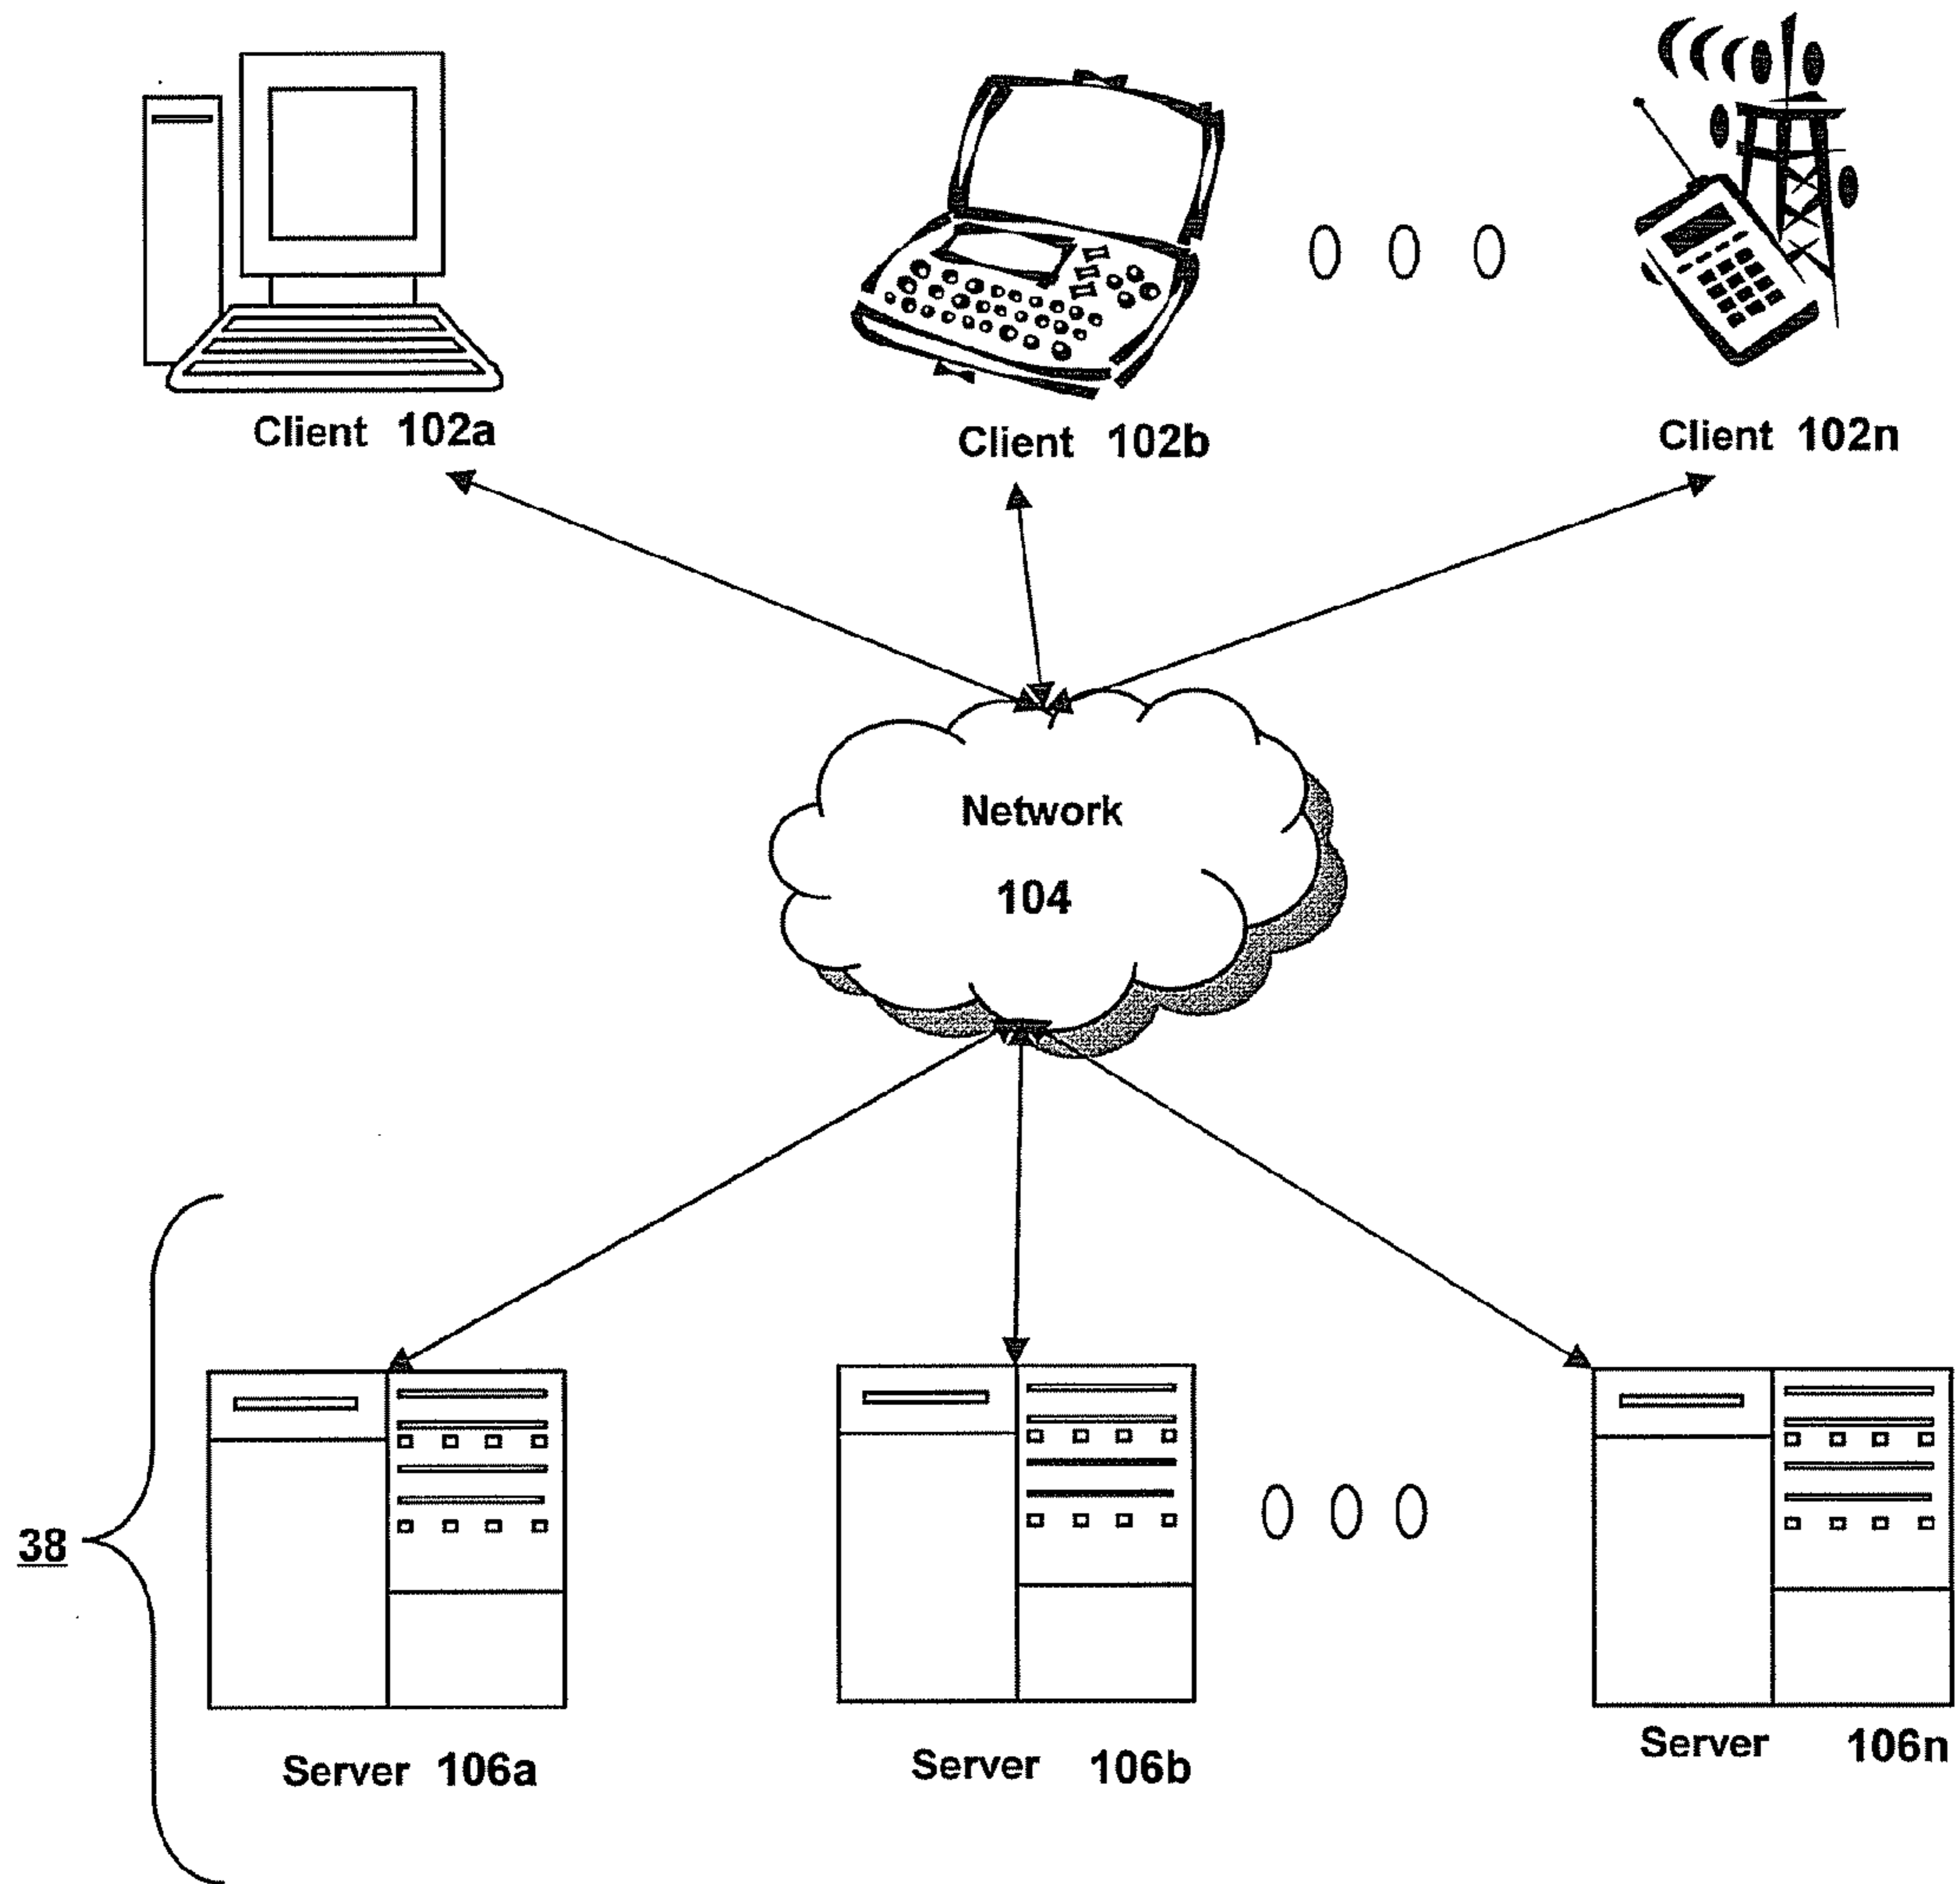 Client 102a
Client 102b
Client 102n
Network
104
38
Server 106a
Server 106b
Server 106n